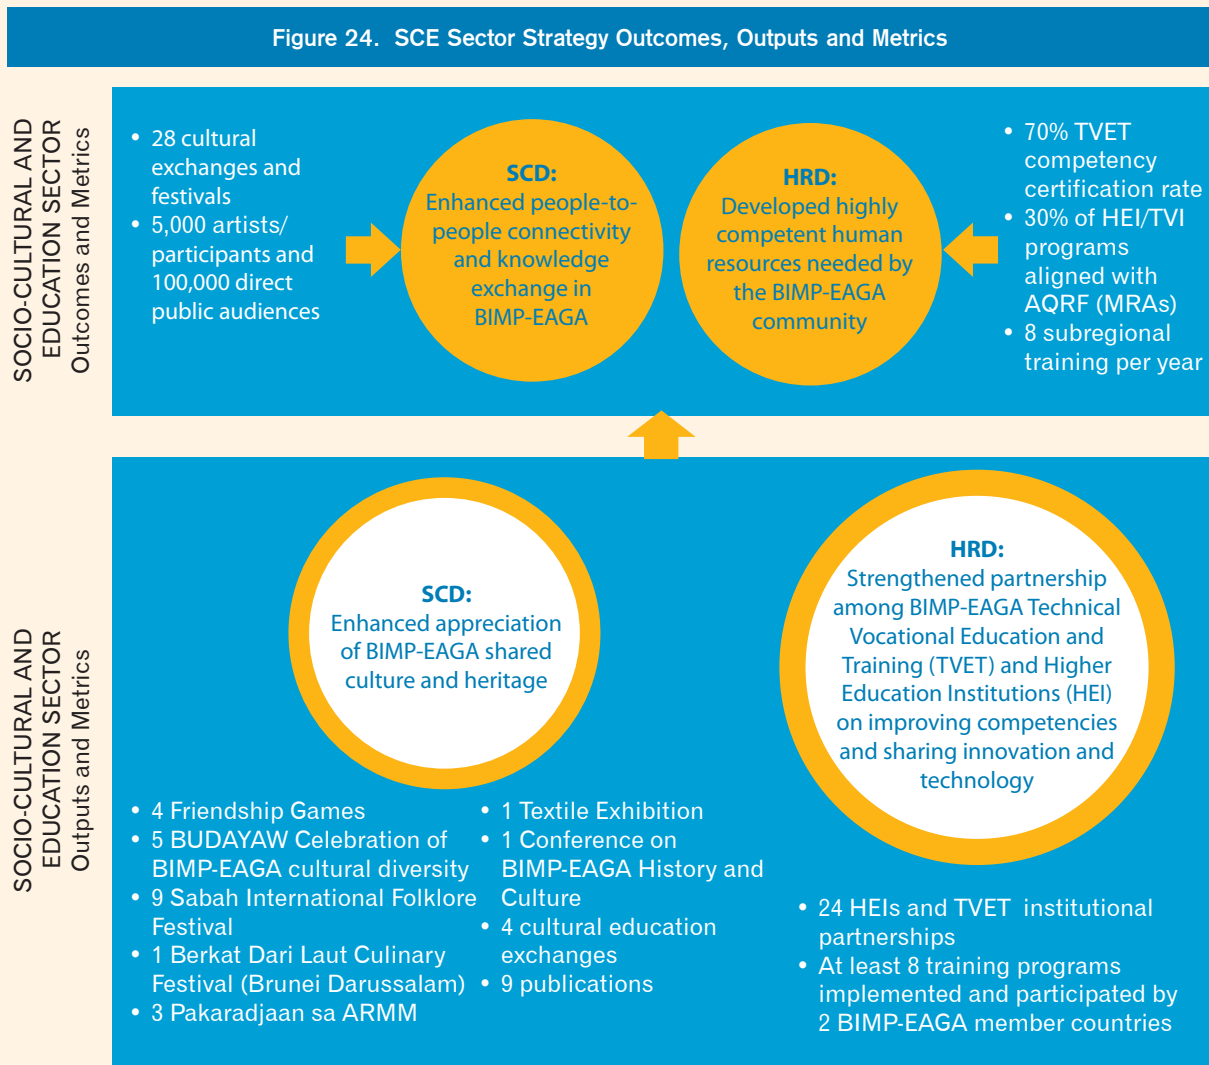 Figure 24. SCE Sector Strategy Outcomes, Outputs and Metrics
SOCIO-CULTURAL AND
EDUCATION SECTOR
Outcomes and Metrics
• 28 cultural
exchanges and
festivals
• 5,000 artists/
participants and
100,000 direct
public audiences
SCD:
Enhanced people-to-
people connectivity
and knowledge
exchange in
BIMP-EAGA
HRD:
Developed highly
competent human
resources needed by
the BIMP-EAGA
community
• 70% TVET
competency
certification rate
• 30% of HEI/TVI
programs
aligned with
AQRF (MRAs)
• 8 subregional
training per year
SOCIO-CULTURAL AND
EDUCATION SECTOR
Outputs and Metrics
SCD:
Enhanced appreciation
of BIMP-EAGA shared
culture and heritage
• 4 Friendship Games
• 5 BUDAYAW Celebration of
BIMP-EAGA cultural diversity
• 9 Sabah International Folklore
Festival
• 1 Berkat Dari Laut Culinary
Festival (Brunei Darussalam)
• 3 Pakaradjaan sa ARMM
• 1 Textile Exhibition
• 1 Conference on
BIMP-EAGA History and
Culture
• 4 cultural education
exchanges
• 9 publications
HRD:
Strengthened partnership
among BIMP-EAGA Technical
Vocational Education and
Training (TVET) and Higher
Education Institutions (HEI)
on improving competencies
and sharing innovation and
technology
• 24 HEIs and TVET institutional
partnerships
• At least 8 training programs
implemented and participated by
2 BIMP-EAGA member countries